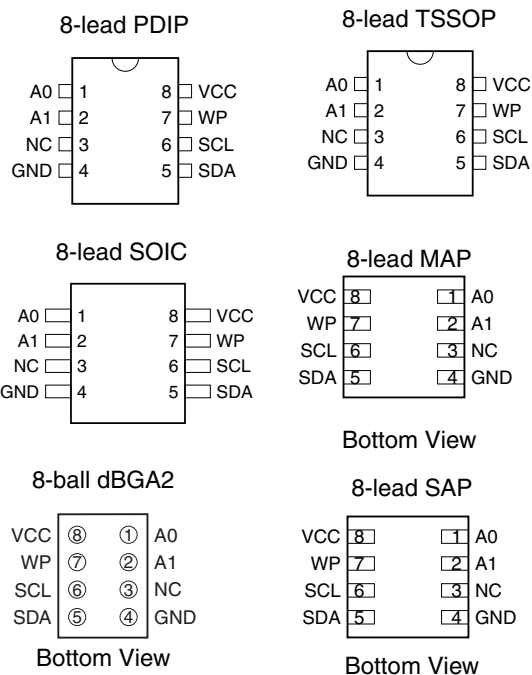 8-lead PDIP
A0 1 8 VCC
A1 2 7 WP
NC 3 6 SCL
GND 4 5 SDA
8-lead TSSOP
A0 1 8 VCC
A1 2 7 WP
NC 3 6 SCL
GND 4 5 SDA
8-lead SOIC
A0 1 8 VCC
A1 2 7 WP
NC 3 6 SCL
GND 4 5 SDA
8-lead MAP
VCC 8 1 A0
WP 7 2 A1
SCL 6 3 NC
SDA 5 4 GND
Bottom View
8-ball dBGA2
VCC 8 1 A0
WP 7 2 A1
SCL 6 3 NC
SDA 5 4 GND
Bottom View
8-lead SAP
VCC 8 1 A0
WP 7 2 A1
SCL 6 3 NC
SDA 5 4 GND
Bottom View